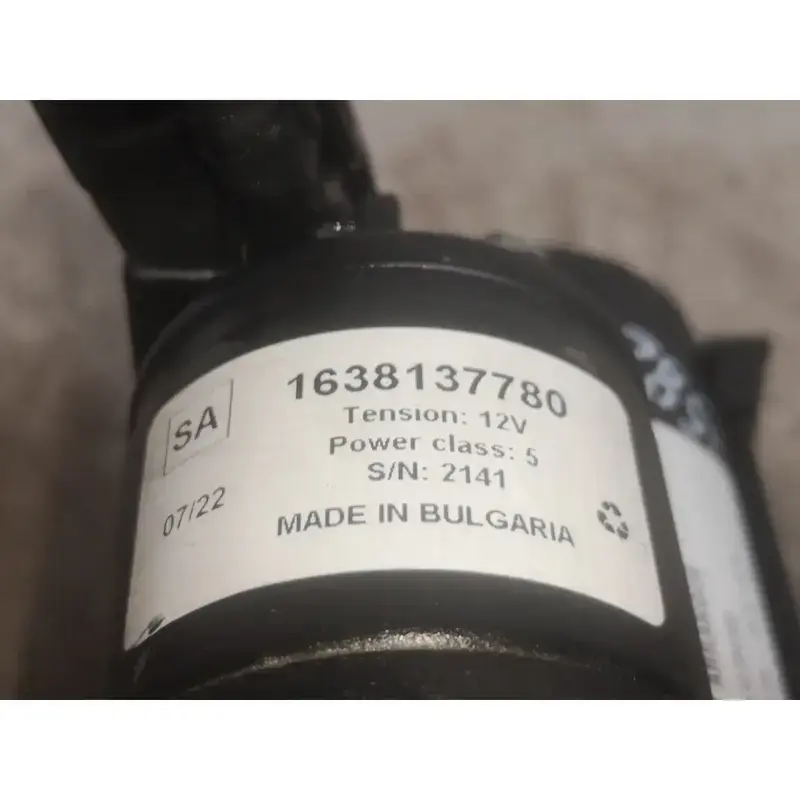 1638137780
SA
Tension: 12V
Power class: 5
S/N: 2141
07/22
MADE IN BULGARIA